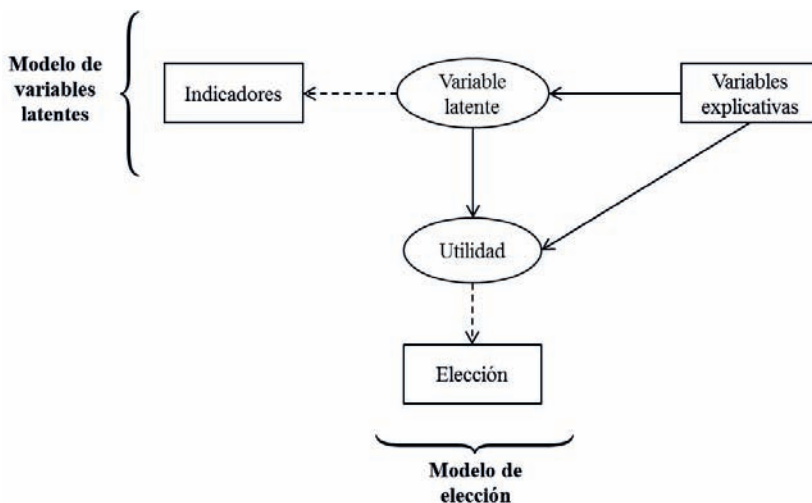 Modelo de
variables
latentes
Indicadores
Variable
latente
Variables
explicativas
Utilidad
Elección
Modelo de
elección